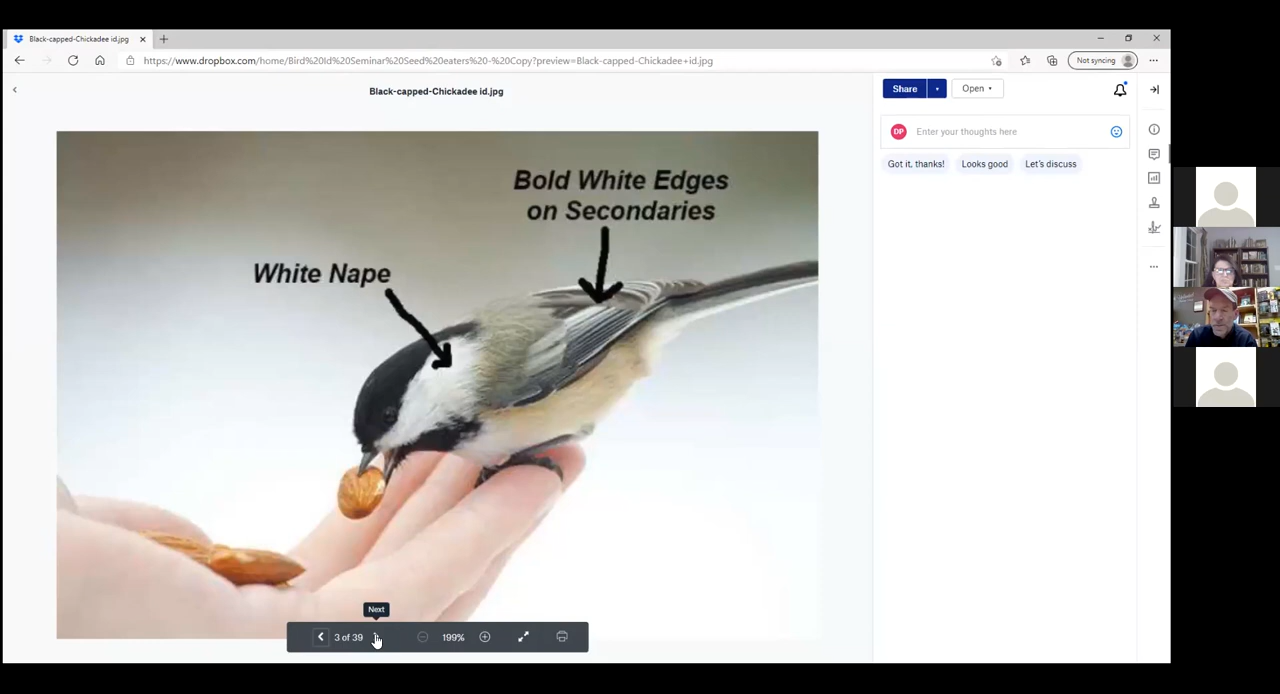 Black-capped-Chickadee id.jpg
https://www.dropbox.com/home/Bird%20Id%20Seminar%20Seed%20eaters%20-%20Copy?preview=Black-capped-Chickadee+id.jpg
Not syncing
Black-capped-Chickadee id.jpg
Share
Open
DP
Enter your thoughts here
Got it, thanks!
Looks good
Let's discuss
Bold White Edges
on Secondaries
White Nape
Next
3 of 39
199%